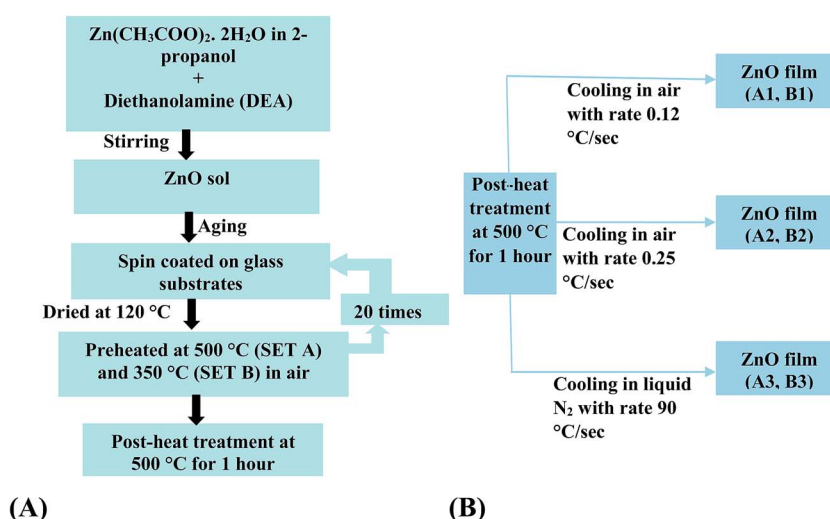 Zn(CH3COO)2. 2H2O in 2-
propanol
+
Diethanolamine (DEA)
Stirring
ZnO sol
Aging
Spin coated on glass
substrates
Dried at 120 °C
20 times
Preheated at 500 °C (SET A)
and 350 °C (SET B) in air
Post-heat treatment at
500 °C for 1 hour
(A)
Post-heat
treatment
at 500 °C
for 1 hour
Cooling in air
with rate 0.12
°C/sec
ZnO film
(A1, B1)
Cooling in air
with rate 0.25
°C/sec
ZnO film
(A2, B2)
Cooling in liquid
N2 with rate 90
°C/sec
ZnO film
(A3, B3)
(B)